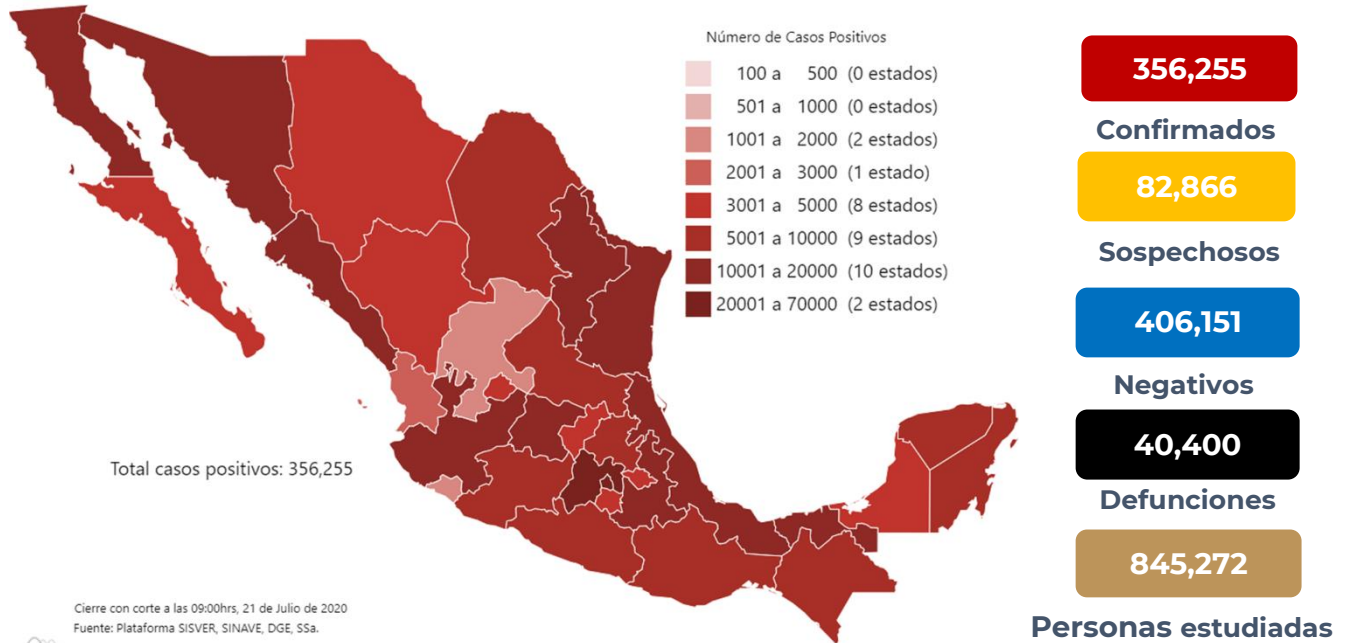 Número de Casos Positivos
100 a 500 (0 estados)
501 a 1000 (0 estados)
1001 a 2000 (2 estados)
2001 a 3000 (1 estado)
3001 a 5000 (8 estados)
5001 a 10000 (9 estados)
10001 a 20000 (10 estados)
20001 a 70000 (2 estados)
Total casos positivos: 356,255
Cierre con corte a las 09:00hrs, 21 de Julio de 2020
Fuente: Plataforma SISVER, SINAVE, DGE, SSa.
356,255
Confirmados
82,866
Sospechosos
406,151
Negativos
40,400
Defunciones
845,272
Personas estudiadas